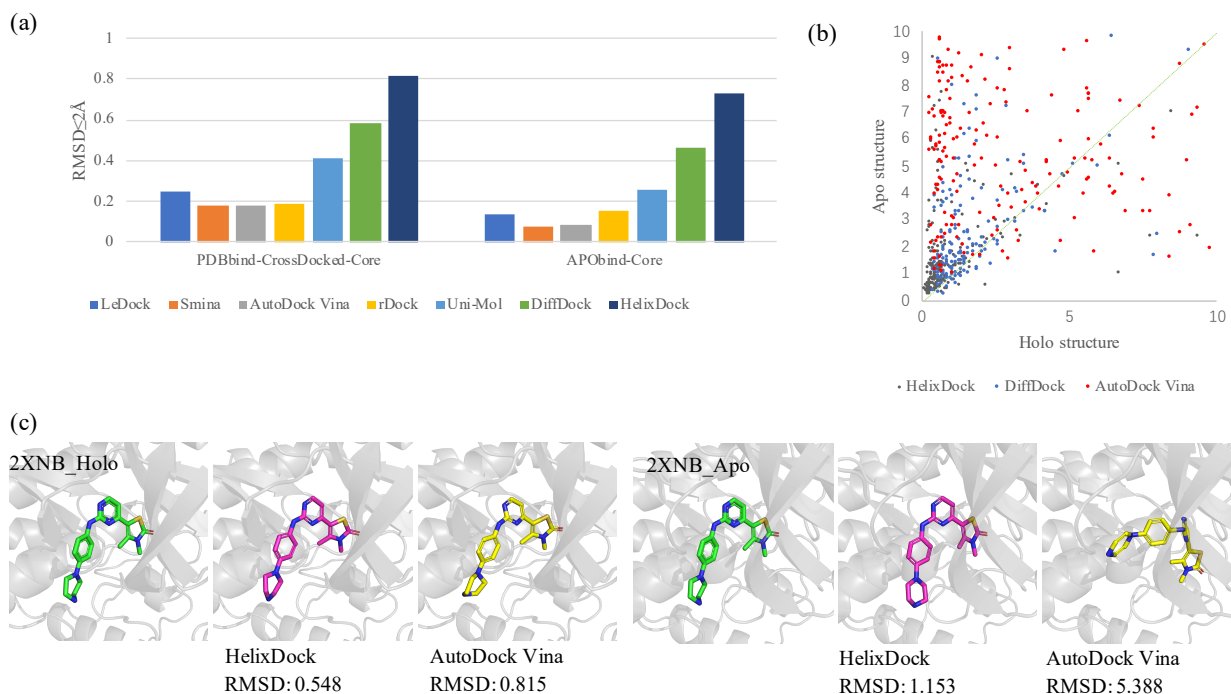 (a)
1
0.8
0.6
0.4
0.2
0
RMSD≤2Å
PDBbind-CrossDocked-Core
APObind-Core
LeDock
Smina
AutoDock Vina
rDock
Uni-Mol
DiffDock
HelixDock
(b)
10
9
8
7
6
5
4
3
2
1
0
Apo structure
0
5
10
Holo structure
HelixDock
DiffDock
AutoDock Vina
(c)
2XNB_Holo
HelixDock
RMSD: 0.548
AutoDock Vina
RMSD: 0.815
2XNB_Apo
HelixDock
RMSD: 1.153
AutoDock Vina
RMSD: 5.388